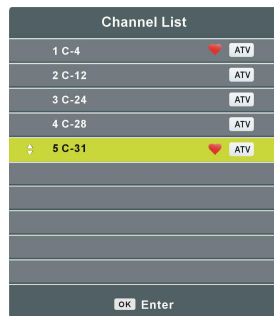 Channel List
1 C-4 ATV
2 C-12 ATV
3 C-24 ATV
4 C-28 ATV
5 C-31 ATV
OK Enter